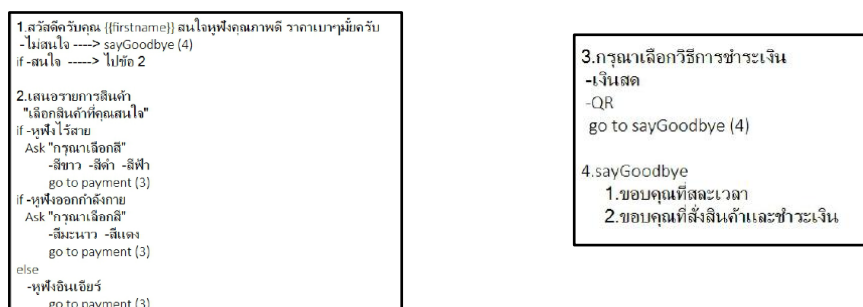 1.สวัสดีครับคุณ {{firstname}} สนใจหูฟังคุณภาพดี ราคาเบาๆมั้ยครับ
-ไม่สนใจ ----> sayGoodbye (4)
if -สนใจ -----> ไปข้อ 2
2.เสนอรายการสินค้า
"เลือกสินค้าที่คุณสนใจ"
if -หูฟังไร้สาย
Ask "กรุณาเลือกสี"
-สีขาว -สีดำ -สีฟ้า
go to payment (3)
if -หูฟังออกกำลังกาย
Ask "กรุณาเลือกสี"
-สีมะนาว -สีแดง
go to payment (3)
else
-หูฟังอินเอียร์
go to payment (3)
3.กรุณาเลือกวิธีการชำระเงิน
-เงินสด
-QR
go to sayGoodbye (4)
4.sayGoodbye
1.ขอบคุณที่สละเวลา
2.ขอบคุณที่สั่งสินค้าและชำระเงิน